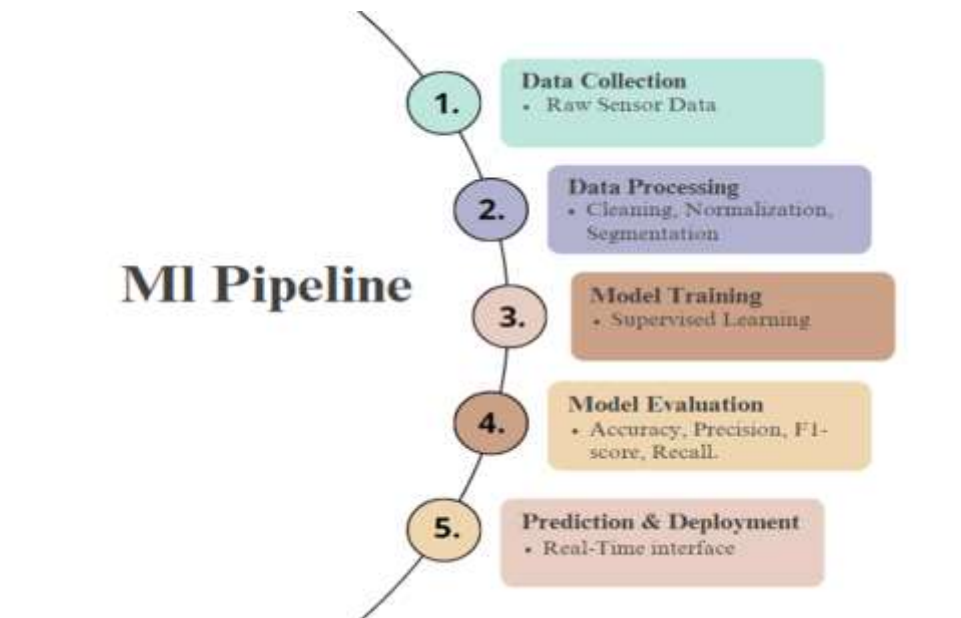 Ml Pipeline
1.
Data Collection
• Raw Sensor Data
2.
Data Processing
• Cleaning, Normalization,
Segmentation
3.
Model Training
• Supervised Learning
4.
Model Evaluation
• Accuracy, Precision, F1-
score, Recall.
5.
Prediction & Deployment
• Real-Time interface